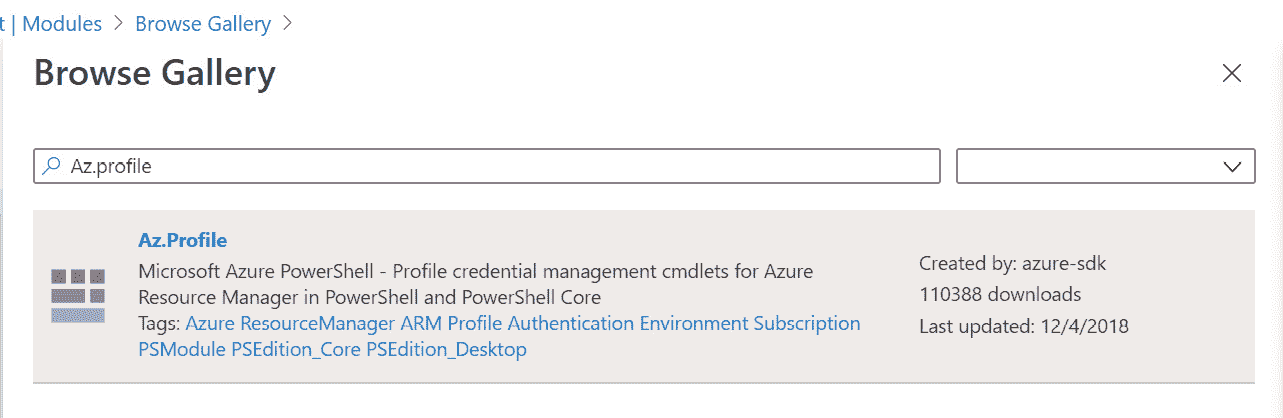 t | Modules > Browse Gallery >
Browse Gallery
Az.profile
Az.Profile
Microsoft Azure PowerShell - Profile credential management cmdlets for Azure
Resource Manager in PowerShell and PowerShell Core
Tags: Azure ResourceManager ARM Profile Authentication Environment Subscription
PSModule PSEdition_Core PSEdition_Desktop
Created by: azure-sdk
110388 downloads
Last updated: 12/4/2018